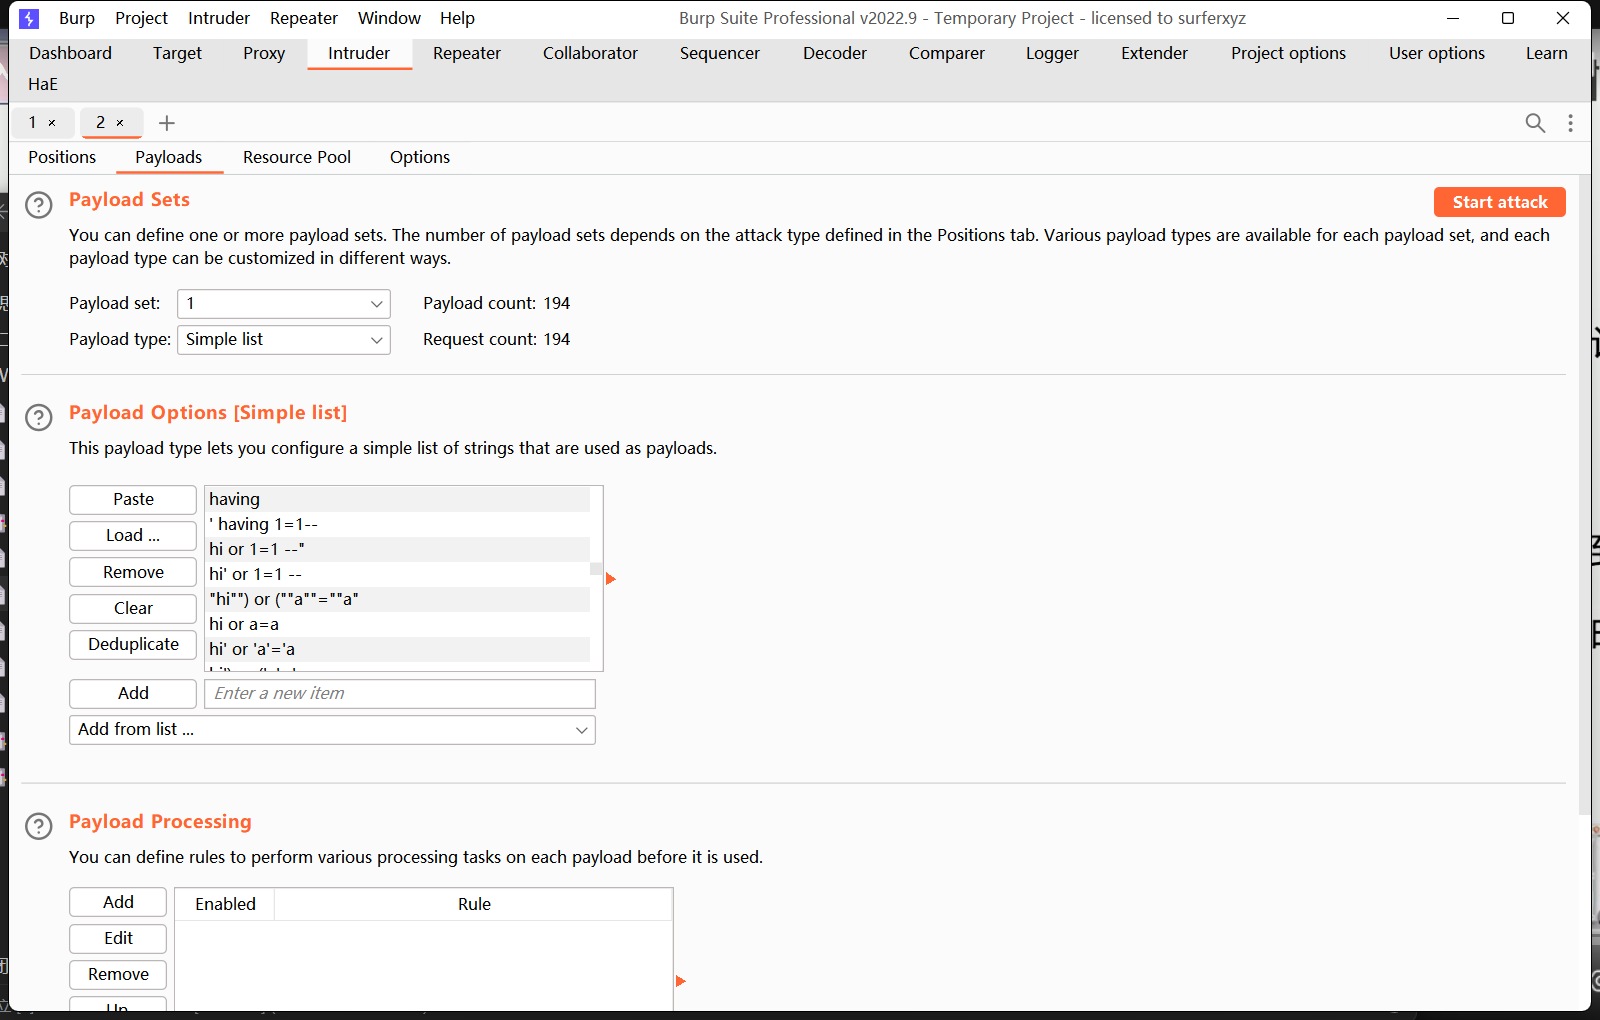 Burp Project Intruder Repeater Window Help Burp Suite Professional v2022.9 - Temporary Project - licensed to surferxyz
Dashboard Target Proxy Intruder Repeater Collaborator Sequencer Decoder Comparer Logger Extender Project options User options Learn
HaE
1 × 2 × +
Positions Payloads Resource Pool Options
? Payload Sets Start attack
You can define one or more payload sets. The number of payload sets depends on the attack type defined in the Positions tab. Various payload types are available for each payload set, and each
payload type can be customized in different ways.
Payload set: 1 Payload count: 194
Payload type: Simple list Request count: 194
? Payload Options [Simple list]
This payload type lets you configure a simple list of strings that are used as payloads.
Paste
Load ...
Remove
Clear
Deduplicate
having
' having 1=1--
hi or 1=1 --"
hi' or 1=1 --
"hi"") or (""a""=""a"
hi or a=a
hi' or 'a'='a
Add Enter a new item
Add from list ...
? Payload Processing
You can define rules to perform various processing tasks on each payload before it is used.
Add
Edit
Remove
Up
Enabled Rule